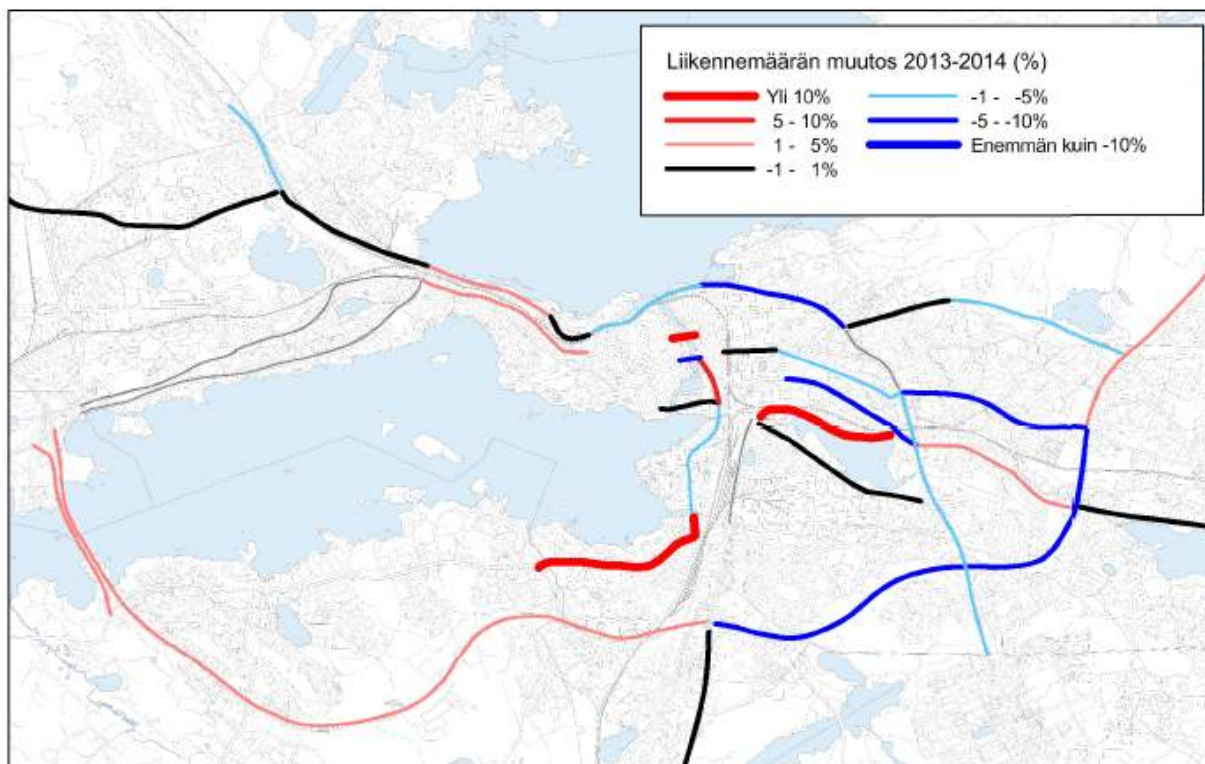 Liikennemäärän muutos 2013-2014 (%)
Yli 10%
5 - 10%
1 - 5%
-1 - 1%
-1 - -5%
-5 - -10%
Enemmän kuin -10%